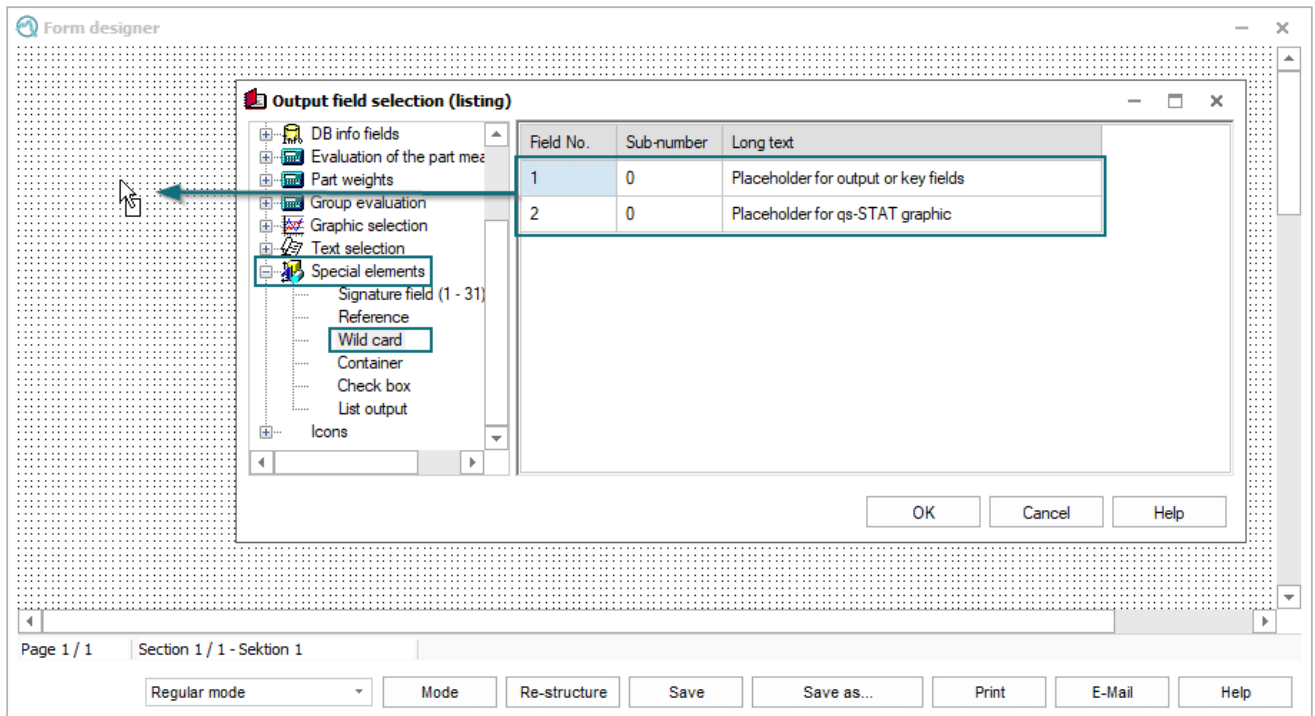 Form designer
Output field selection (listing)
DB info fields
Evaluation of the part mea
Part weights
Group evaluation
Graphic selection
Text selection
Special elements
Signature field (1 - 31)
Reference
Wild card
Container
Check box
List output
Icons
Field No. Sub-number Long text
1 0 Placeholder for output or key fields
2 0 Placeholder for qs-STAT graphic
OK Cancel Help
Page 1 / 1 Section 1 / 1 - Sektion 1
Regular mode Mode Re-structure Save Save as... Print E-Mail Help